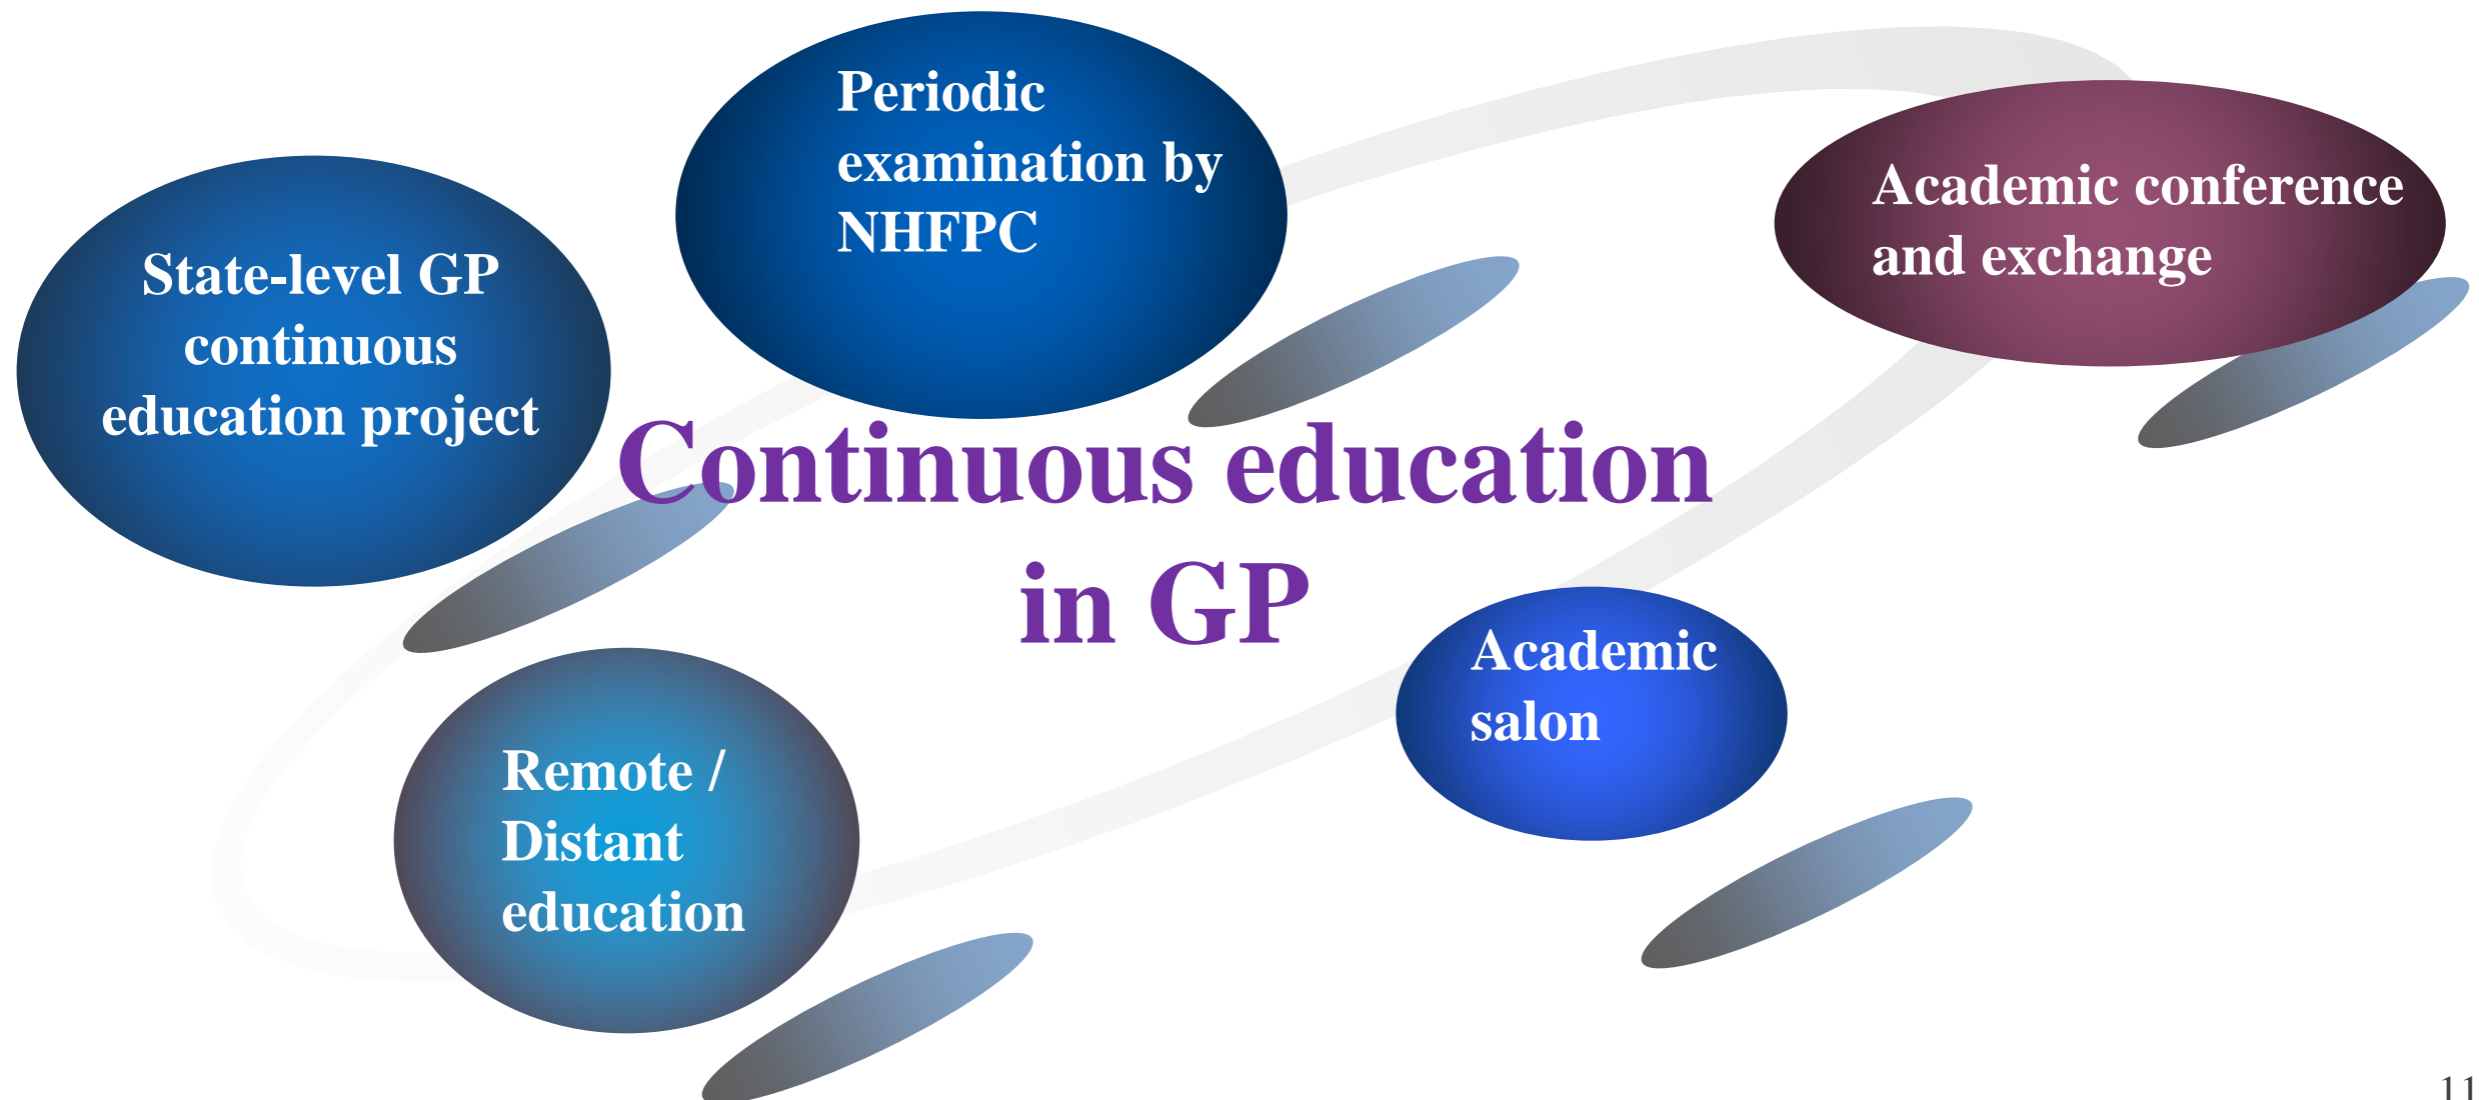 Periodic
examination by
NHFPC
Academic conference
and exchange
State-level GP
continuous
education project
Continuous education
in GP
Academic
salon
Remote /
Distant
education
11